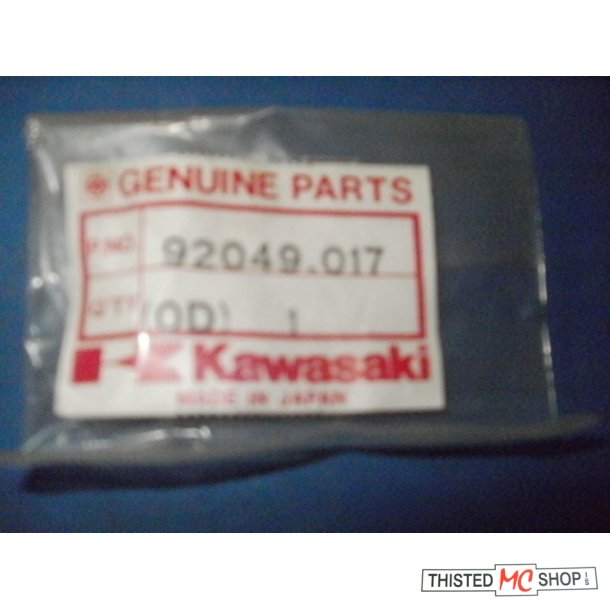 GENUINE PARTS
P.NO. 92049.017
Q'TY (OD) 1
Kawasaki
MADE IN JAPAN
THISTED MC SHOP I/S